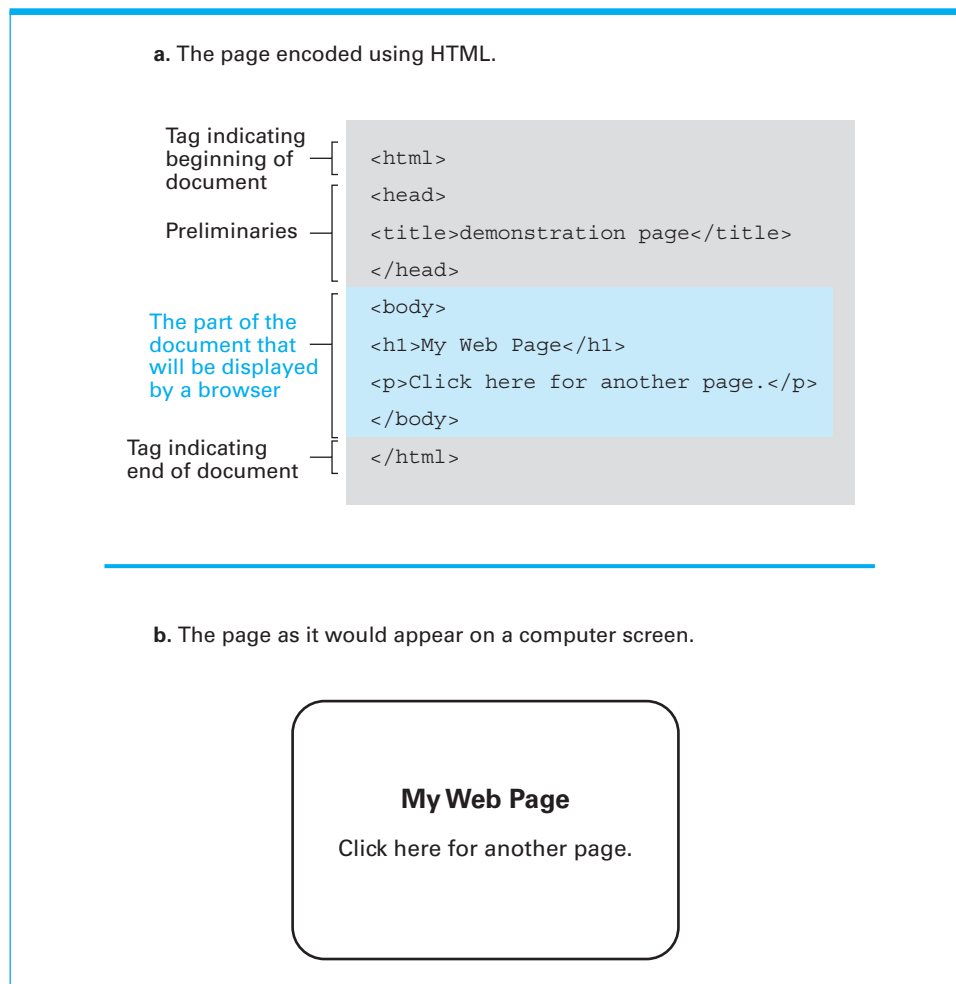 a. The page encoded using HTML.
Tag indicating
beginning of
document
<html>
Preliminaries
<head>
<title>demonstration page</title>
</head>
The part of the
document that
will be displayed
by a browser
<body>
<h1>My Web Page</h1>
<p>Click here for another page.</p>
</body>
Tag indicating
end of document
</html>
b. The page as it would appear on a computer screen.
My Web Page
Click here for another page.